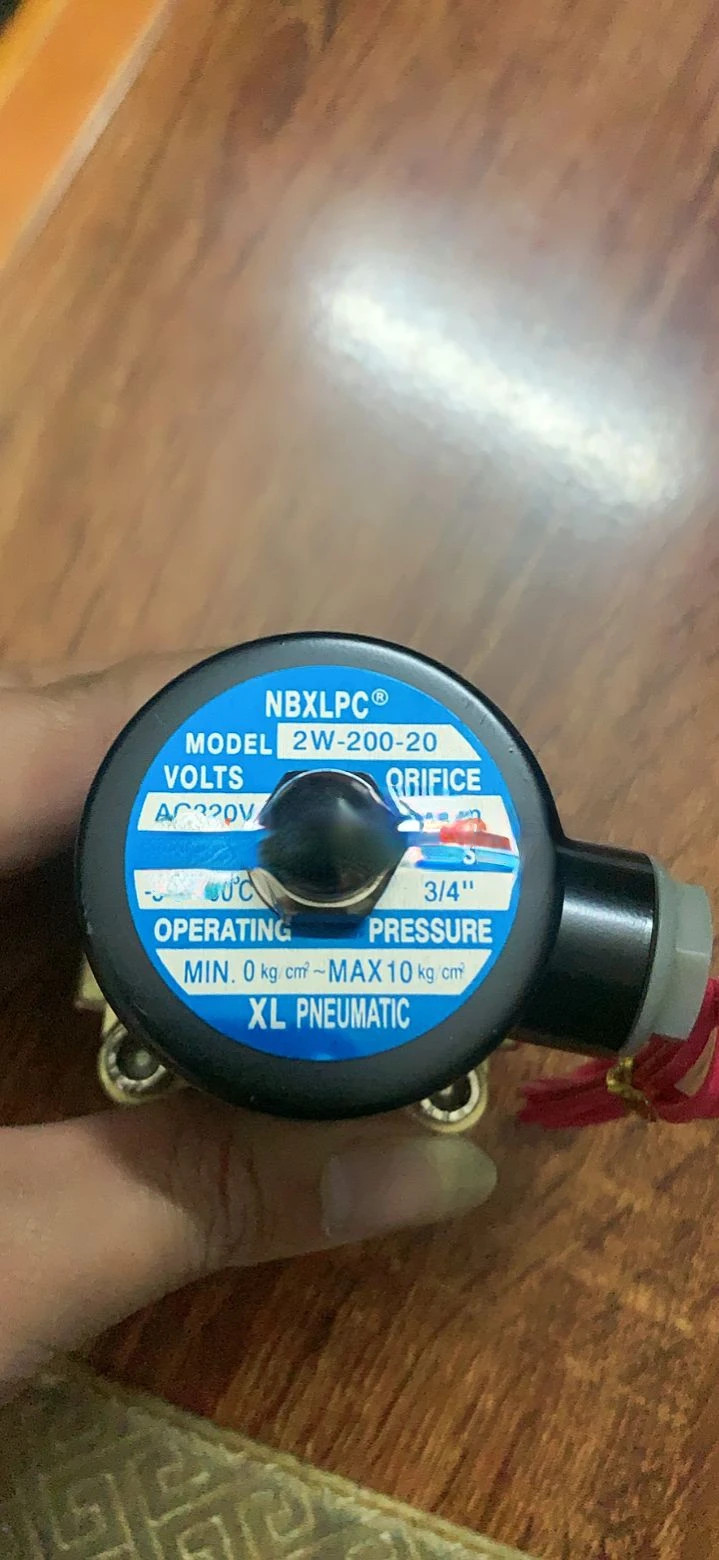 NBXLPC®
MODEL 2W-200-20
VOLTS ORIFICE
AC220V
3/4"
OPERATING PRESSURE
MIN. 0 kg/cm² ~ MAX 10 kg/cm²
XL PNEUMATIC